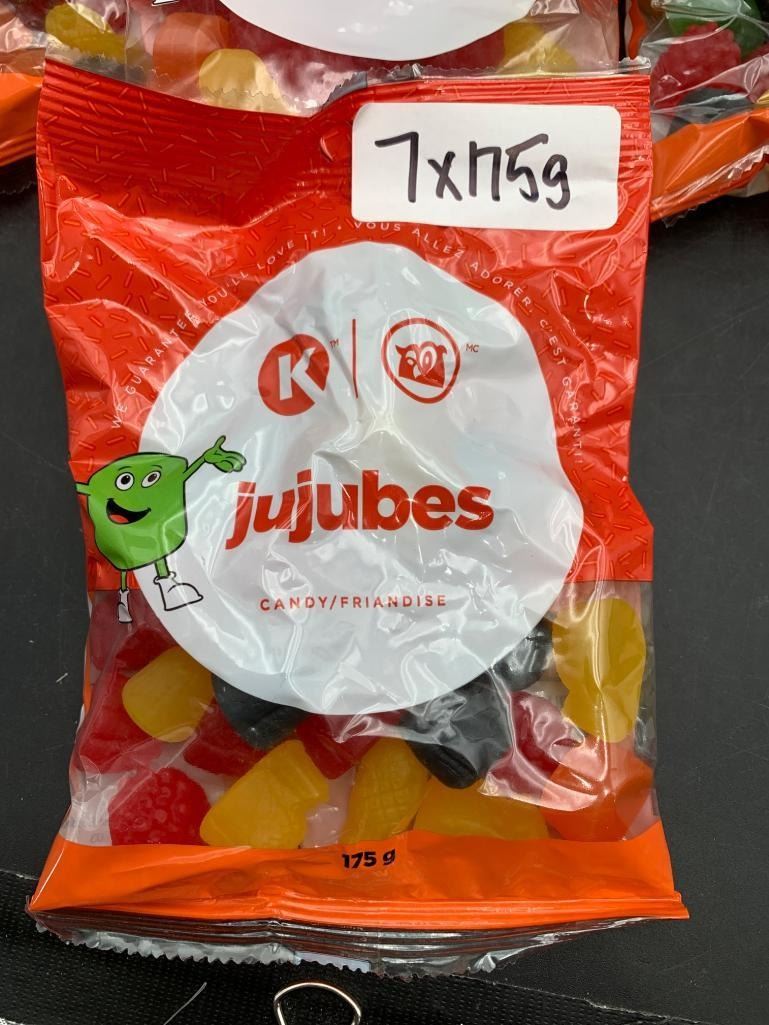 7x175g
WE GUARANTEE YOU'LL LOVE IT! • VOUS ALLEZ ADORER, C'EST GARANTI!
K TM | MC
jujubes
CANDY/FRIANDISE
175 g